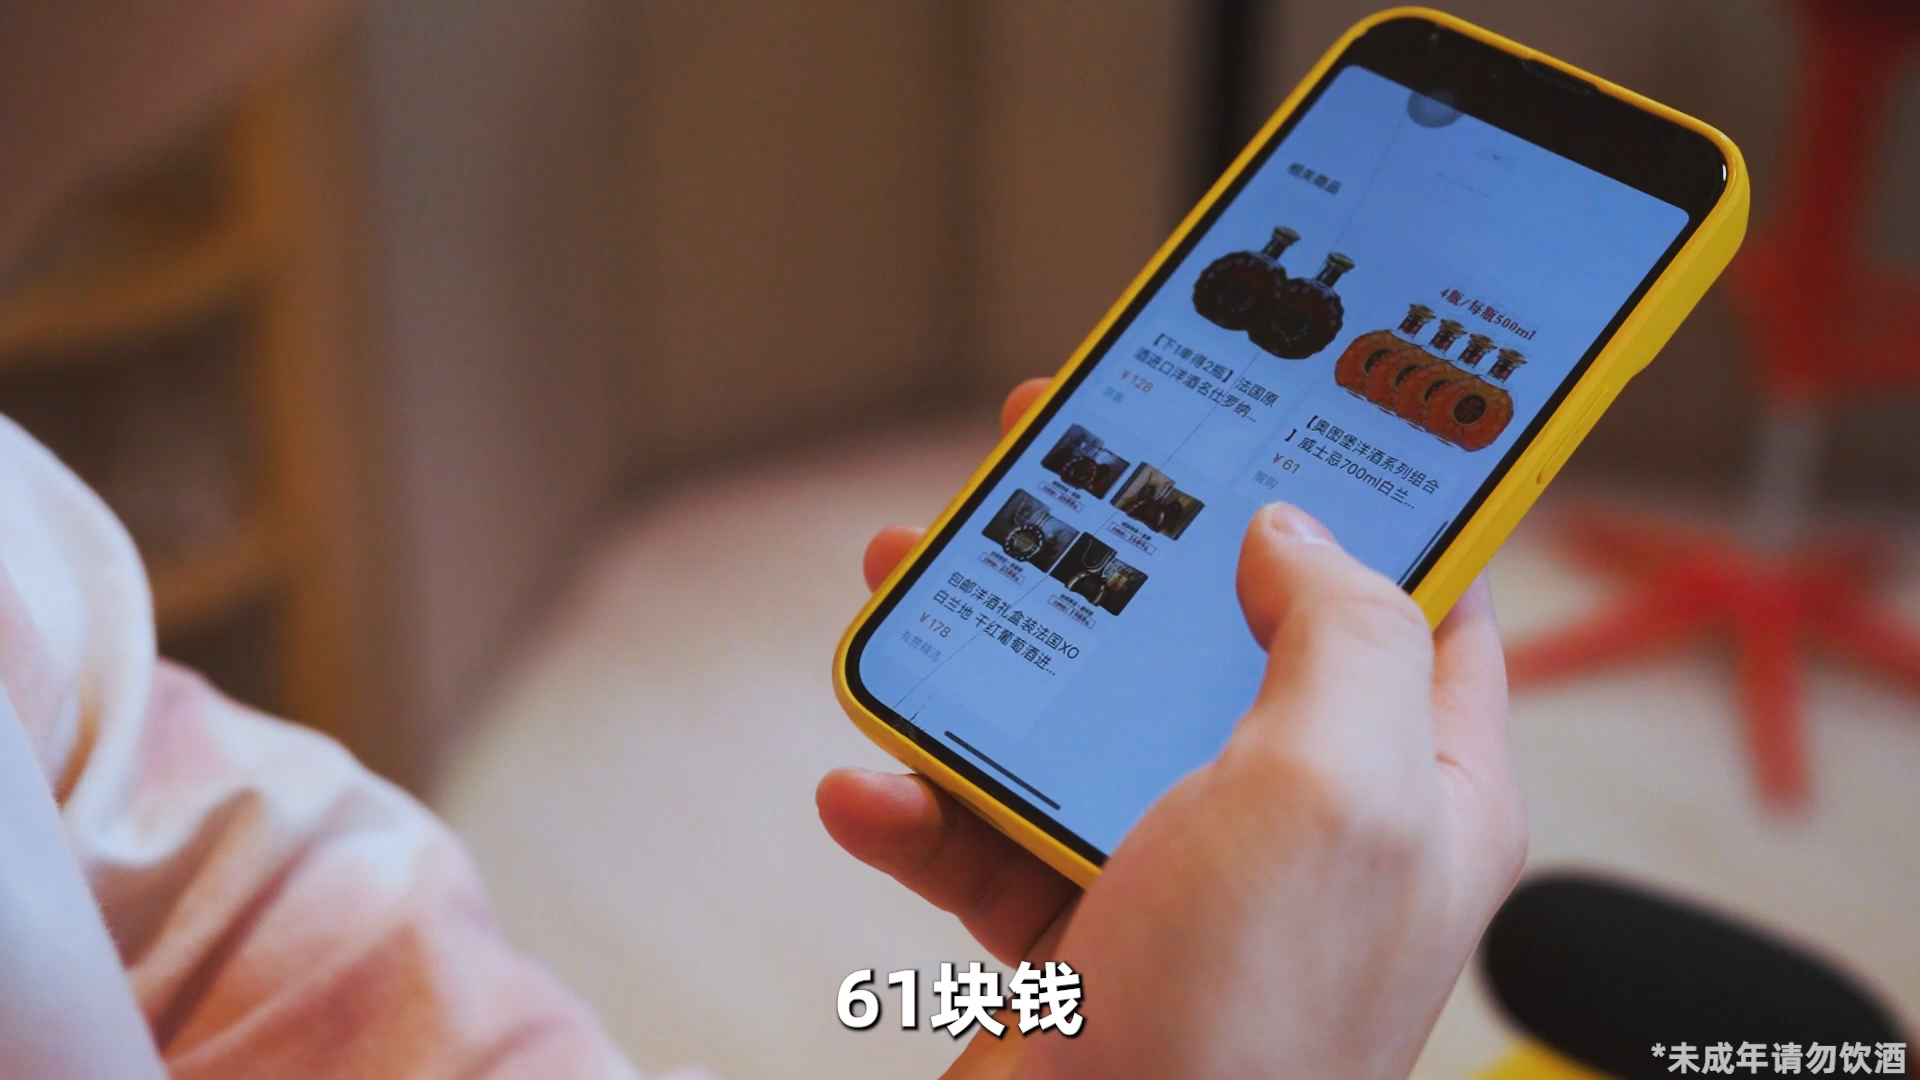 相关商品
4瓶/每瓶500ml
【下1单得2瓶】法国原
酒进口洋酒名仕罗纳...
¥128
【奥图堡洋酒系列组合
】威士忌700ml白兰...
¥61
包邮洋酒礼盒装法国XO
白兰地 干红葡萄酒进...
¥178
61块钱
*未成年请勿饮酒